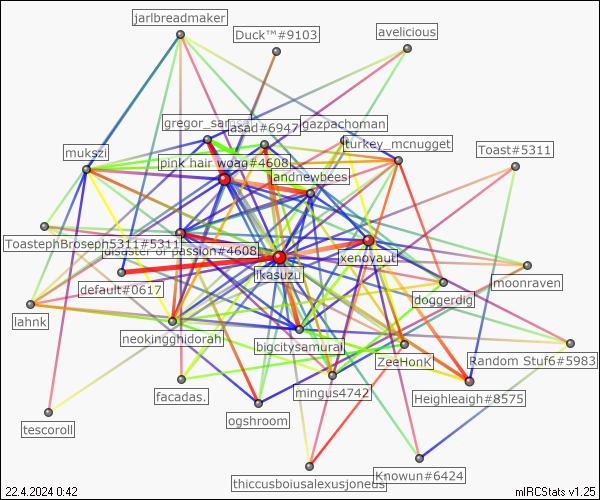 jarlbreadmaker
Duck™#9103
avelicious
gregor_samsa
asad#6947
gazpachoman
turkey_mcnugget
mukszi
pink hair woag#4608
Toast#5311
andnewbees
ToastephBroseph5311#5311
disaster of passion#4608
xenovaut
likasuzu
default#0617
doggerdig
moonraven
lahnk
neokingghidorah
bigcitysamurai
ZeeHonK
Random Stuf6#5983
facadas.
mingus4742
Heighleaigh#8575
tescoroll
ogshroom
thiccusboiusalexusjoneus
Knowun#6424
22.4.2024 0:42
mIRCStats v1.25